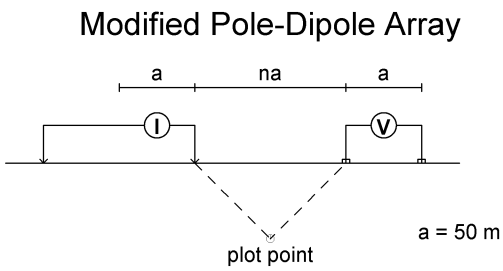 Modified Pole-Dipole Array
a na a
I V
a = 50 m
plot point